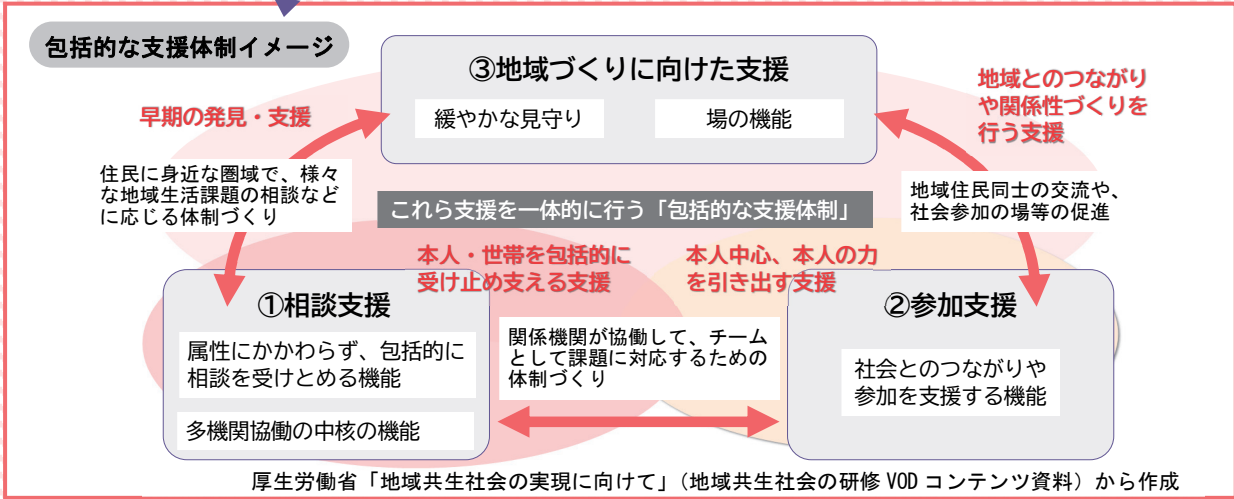 包括的な支援体制イメージ
③地域づくりに向けた支援
緩やかな見守り
場の機能
早期の発見・支援
地域とのつながり
や関係性づくりを
行う支援
住民に身近な圏域で、様々
な地域生活課題の相談など
に応じる体制づくり
地域住民同士の交流や、
社会参加の場等の促進
これら支援を一体的に行う「包括的な支援体制」
本人・世帯を包括的に
受け止め支える支援
本人中心、本人の力
を引き出す支援
①相談支援
属性にかかわらず、包括的に
相談を受けとめる機能
多機関協働の中核の機能
関係機関が協働して、チーム
として課題に対応するための
体制づくり
②参加支援
社会とのつながりや
参加を支援する機能
厚生労働省「地域共生社会の実現に向けて」（地域共生社会の研修 VOD コンテンツ資料）から作成